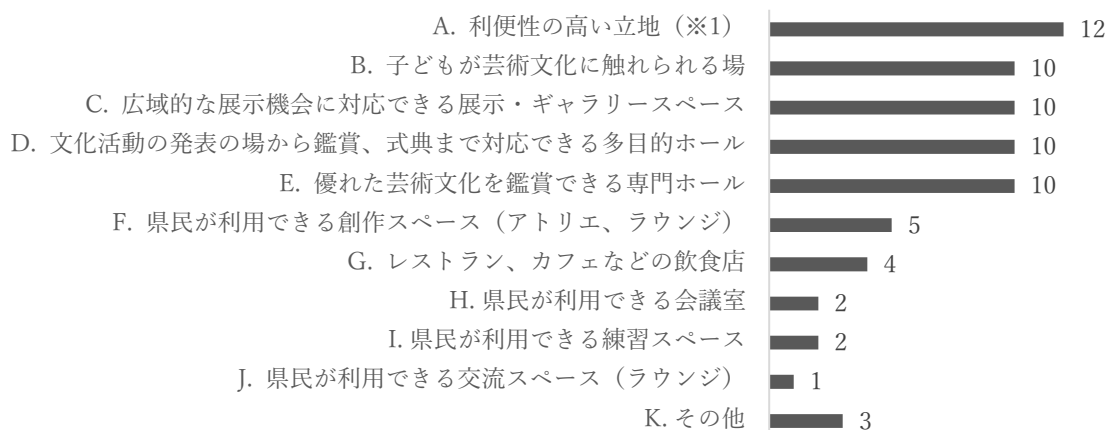 A. 利便性の高い立地（※1） 12
B. 子どもが芸術文化に触れられる場 10
C. 広域的な展示機会に対応できる展示・ギャラリースペース 10
D. 文化活動の発表の場から鑑賞、式典まで対応できる多目的ホール 10
E. 優れた芸術文化を鑑賞できる専門ホール 10
F. 県民が利用できる創作スペース（アトリエ、ラウンジ） 5
G. レストラン、カフェなどの飲食店 4
H. 県民が利用できる会議室 2
I. 県民が利用できる練習スペース 2
J. 県民が利用できる交流スペース（ラウンジ） 1
K. その他 3